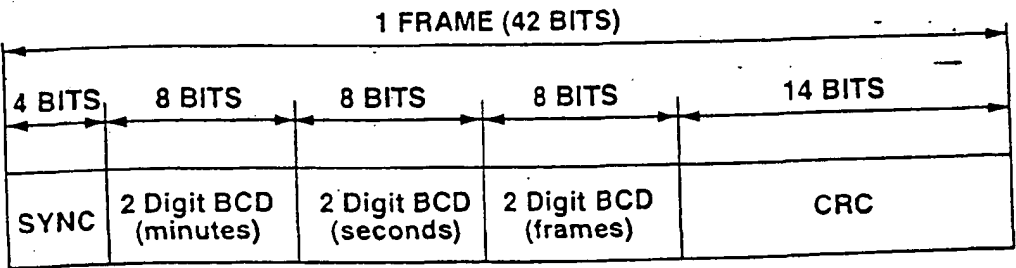 1 FRAME (42 BITS)
4 BITS 8 BITS 8 BITS 8 BITS 14 BITS
SYNC
2 Digit BCD
(minutes)
2 Digit BCD
(seconds)
2 Digit BCD
(frames)
CRC